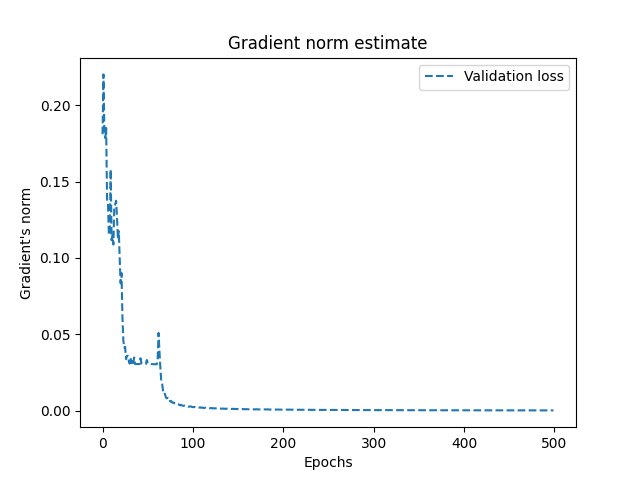 Gradient norm estimate
Validation loss
0.20
0.15
0.10
0.05
0.00
Gradient's norm
0 100 200 300 400 500
Epochs